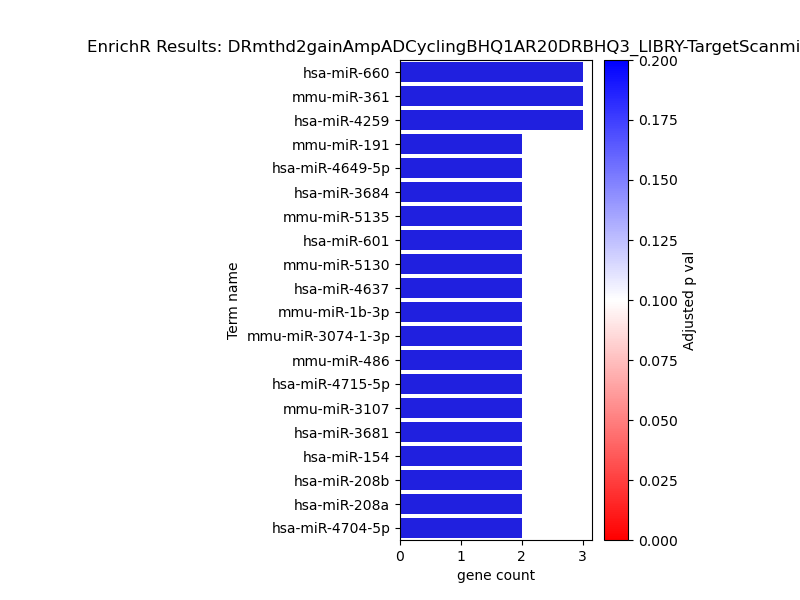 EnrichR Results: DRmthd2gainAmpADCyclingBHQ1AR20DRBHQ3_LIBRY-TargetScanmi
hsa-miR-660
mmu-miR-361
hsa-miR-4259
mmu-miR-191
hsa-miR-4649-5p
hsa-miR-3684
mmu-miR-5135
hsa-miR-601
mmu-miR-5130
hsa-miR-4637
mmu-miR-1b-3p
mmu-miR-3074-1-3p
mmu-miR-486
hsa-miR-4715-5p
mmu-miR-3107
hsa-miR-3681
hsa-miR-154
hsa-miR-208b
hsa-miR-208a
hsa-miR-4704-5p
Term name
0 1 2 3
gene count
0.200
0.175
0.150
0.125
0.100
0.075
0.050
0.025
0.000
Adjusted p val